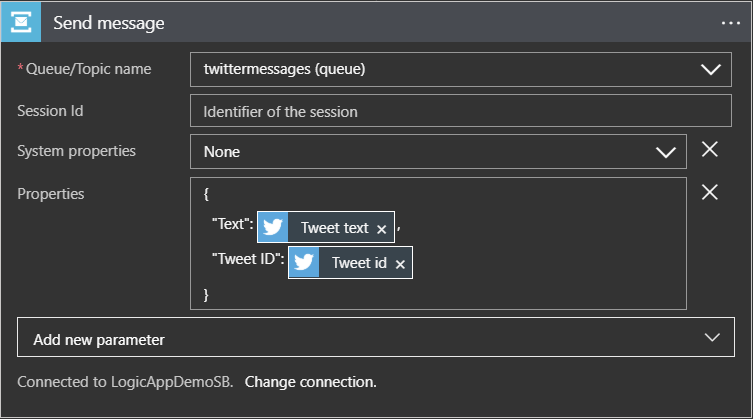 Send message
* Queue/Topic name
twittermessages (queue)
Session Id
Identifier of the session
System properties
None
Properties
{
"Text": Tweet text ,
"Tweet ID": Tweet id
}
Add new parameter
Connected to LogicAppDemoSB. Change connection.